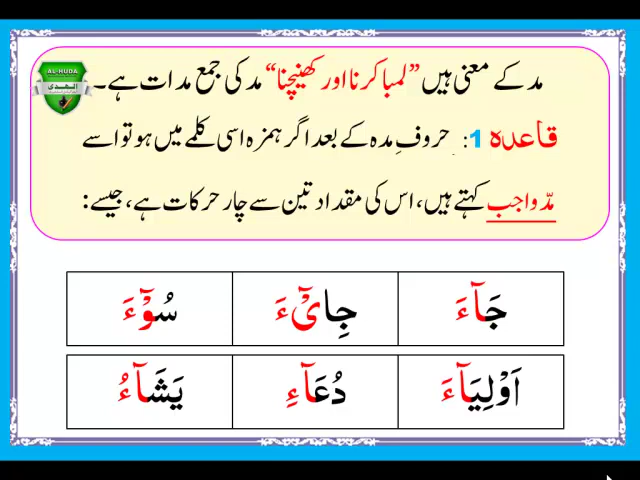 AL-HUDA
الهدى
مد کے معنی ہیں ”لمبا کرنا اور کھینچنا“ مد کی جمع مدات ہے۔
قاعدہ 1: حروفِ مدہ کے بعد اگر ہمزہ اسی کلمے میں ہو تو اسے
مدّ واجب کہتے ہیں، اس کی مقدار تین سے چار حرکات ہے، جیسے:
جَآءَ جِایْٓءَ سُوْٓءَ
اَوْلِیَآءَ دُعَآءِ یَشَآءُ